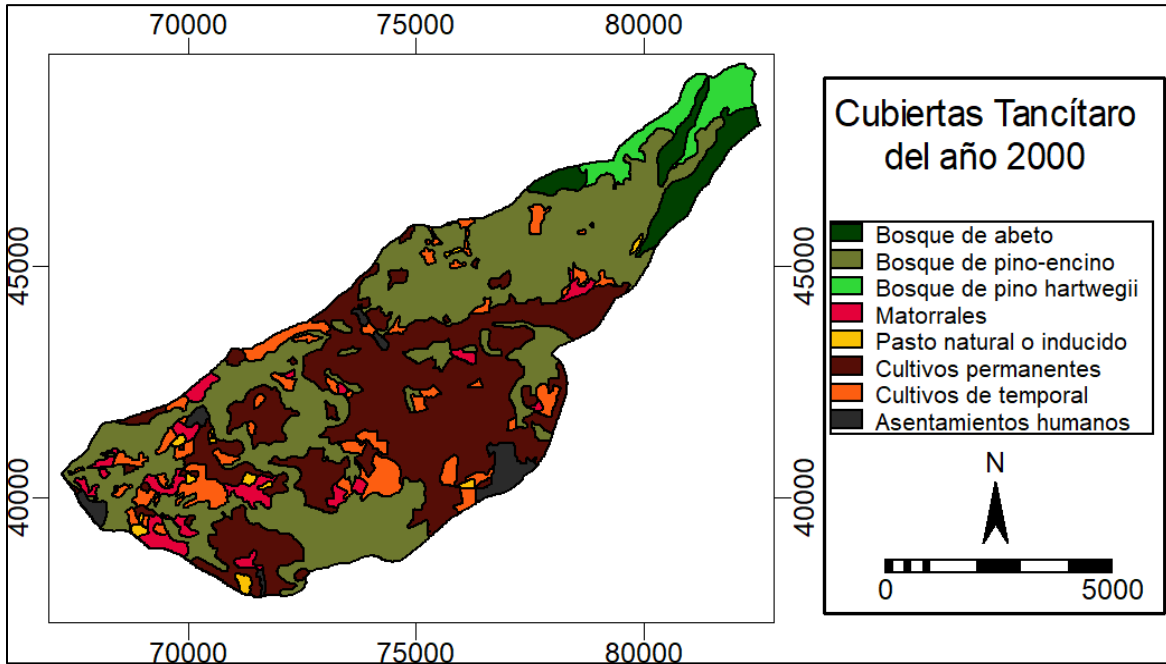 70000 75000 80000
45000 45000
40000 40000
70000 75000 80000
Cubiertas Tancítaro
del año 2000
Bosque de abeto
Bosque de pino-encino
Bosque de pino hartwegii
Matorrales
Pasto natural o inducido
Cultivos permanentes
Cultivos de temporal
Asentamientos humanos
N
0 5000